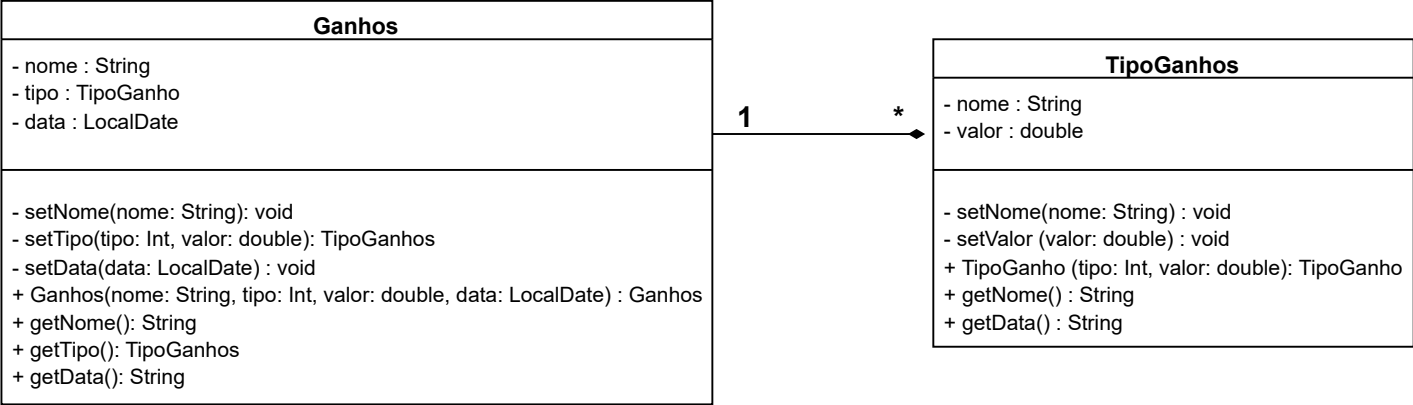 Ganhos
- nome : String
- tipo : TipoGanho
- data : LocalDate
- setNome(nome: String): void
- setTipo(tipo: Int, valor: double): TipoGanhos
- setData(data: LocalDate) : void
+ Ganhos(nome: String, tipo: Int, valor: double, data: LocalDate) : Ganhos
+ getNome(): String
+ getTipo(): TipoGanhos
+ getData(): String
1
*
TipoGanhos
- nome : String
- valor : double
- setNome(nome: String) : void
- setValor (valor: double) : void
+ TipoGanho (tipo: Int, valor: double): TipoGanho
+ getNome() : String
+ getData() : String